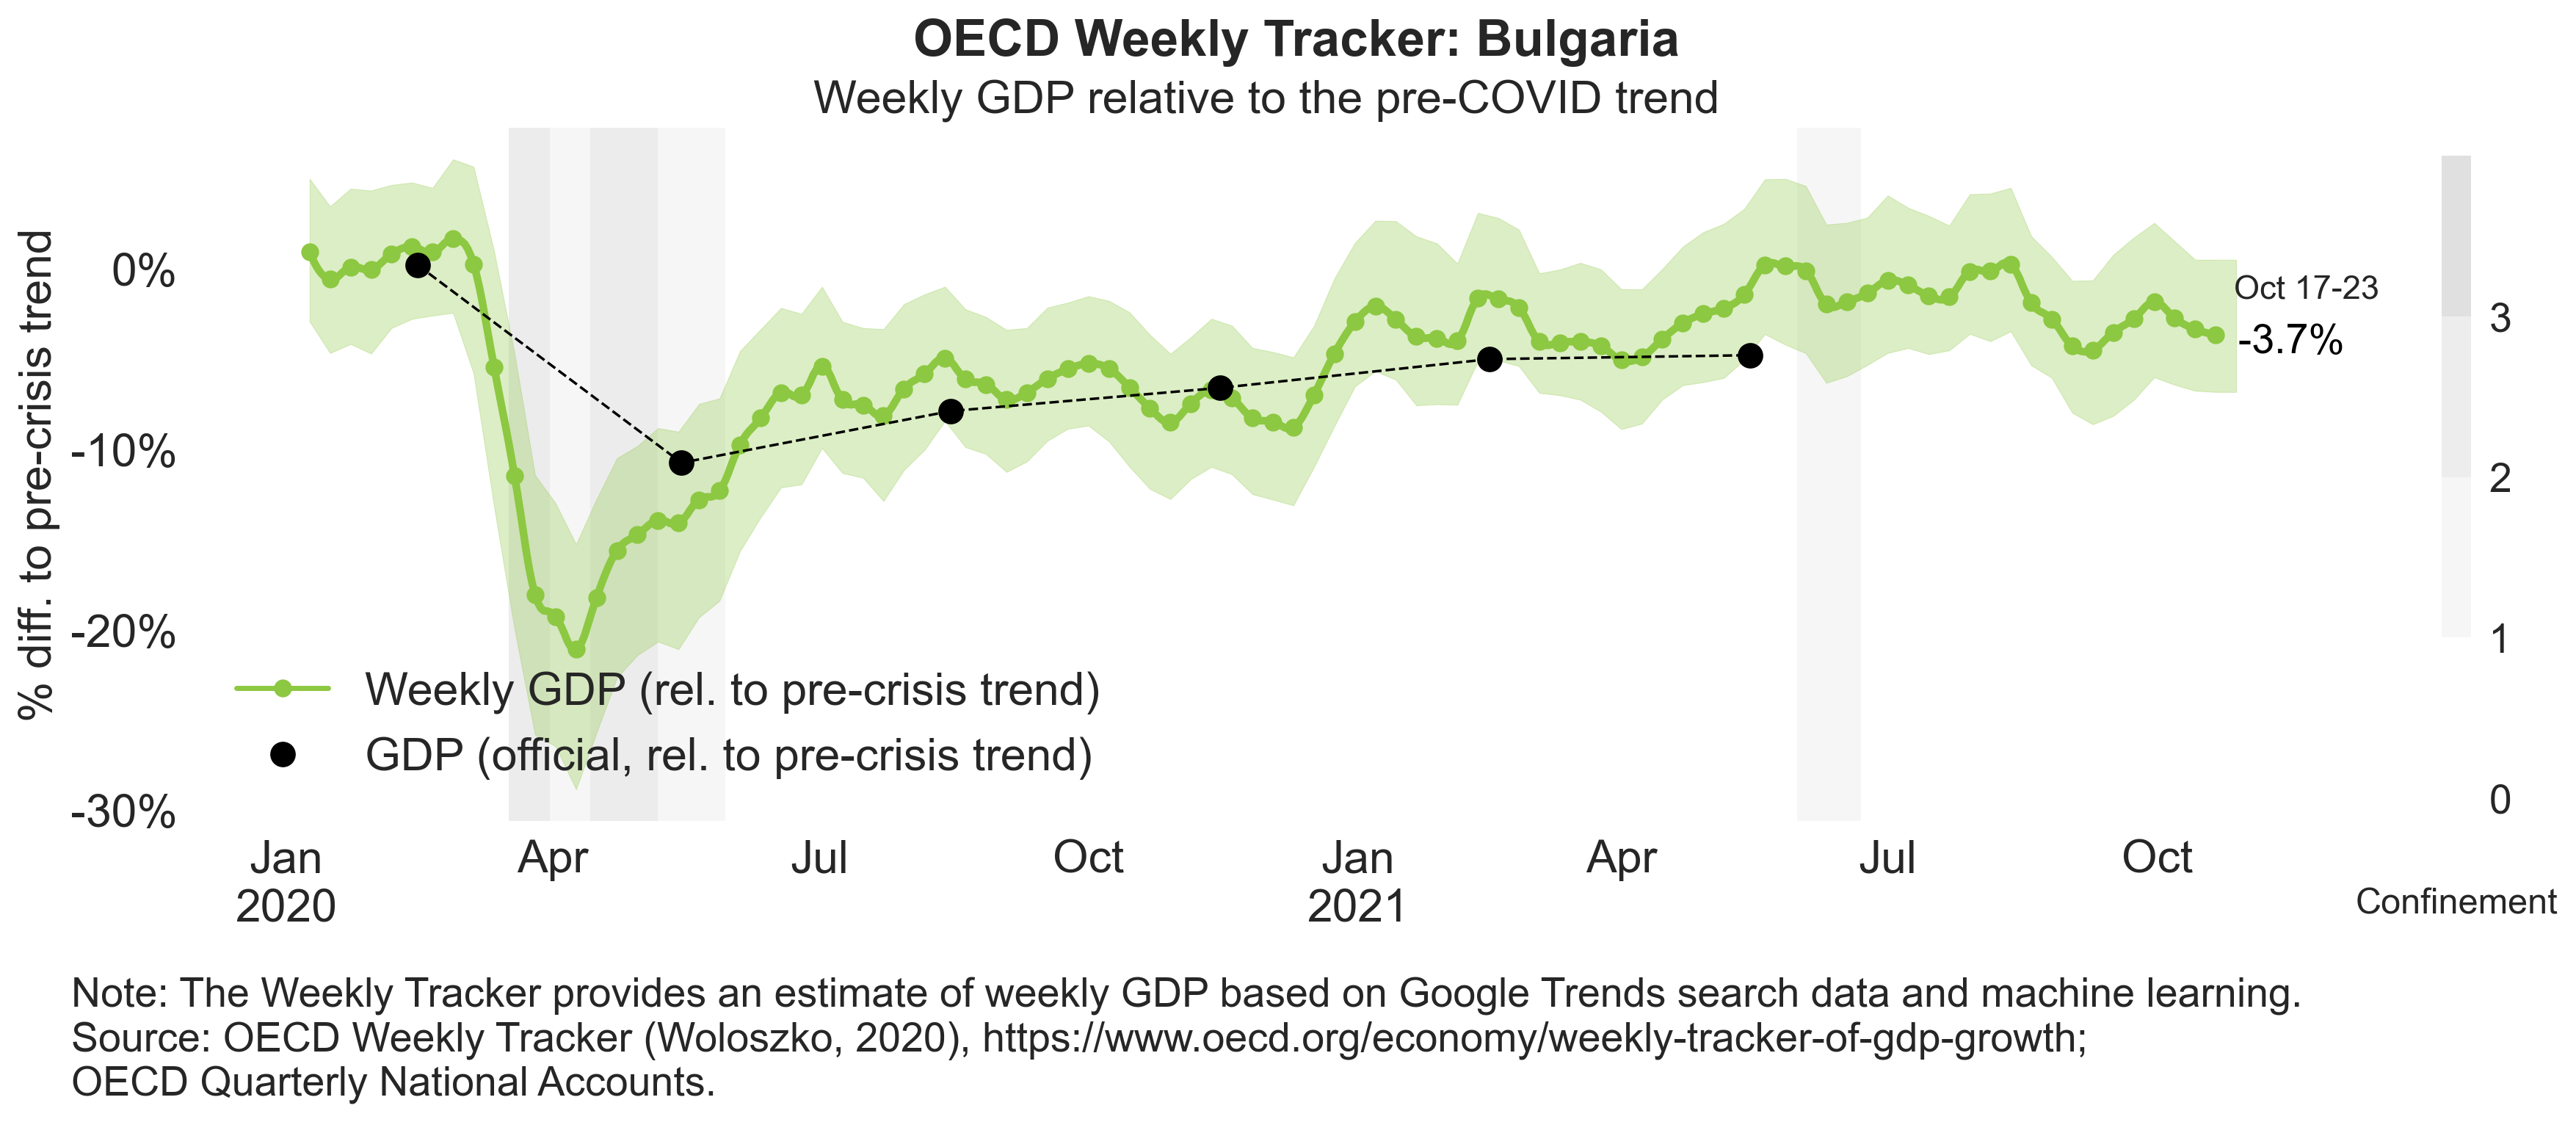 OECD Weekly Tracker: Bulgaria
Weekly GDP relative to the pre-COVID trend
% diff. to pre-crisis trend
0%
-10%
-20%
-30%
Oct 17-23
-3.7%
3
2
1
0
Weekly GDP (rel. to pre-crisis trend)
GDP (official, rel. to pre-crisis trend)
Jan Apr Jul Oct Jan Apr Jul Oct
2020 2021
Confinement
Note: The Weekly Tracker provides an estimate of weekly GDP based on Google Trends search data and machine learning.
Source: OECD Weekly Tracker (Woloszko, 2020), https://www.oecd.org/economy/weekly-tracker-of-gdp-growth;
OECD Quarterly National Accounts.